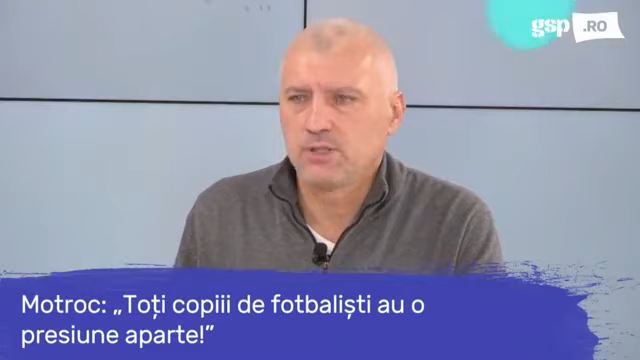 gsp .RO
Motroc: „Toți copiii de fotbaliști au o
presiune aparte!”